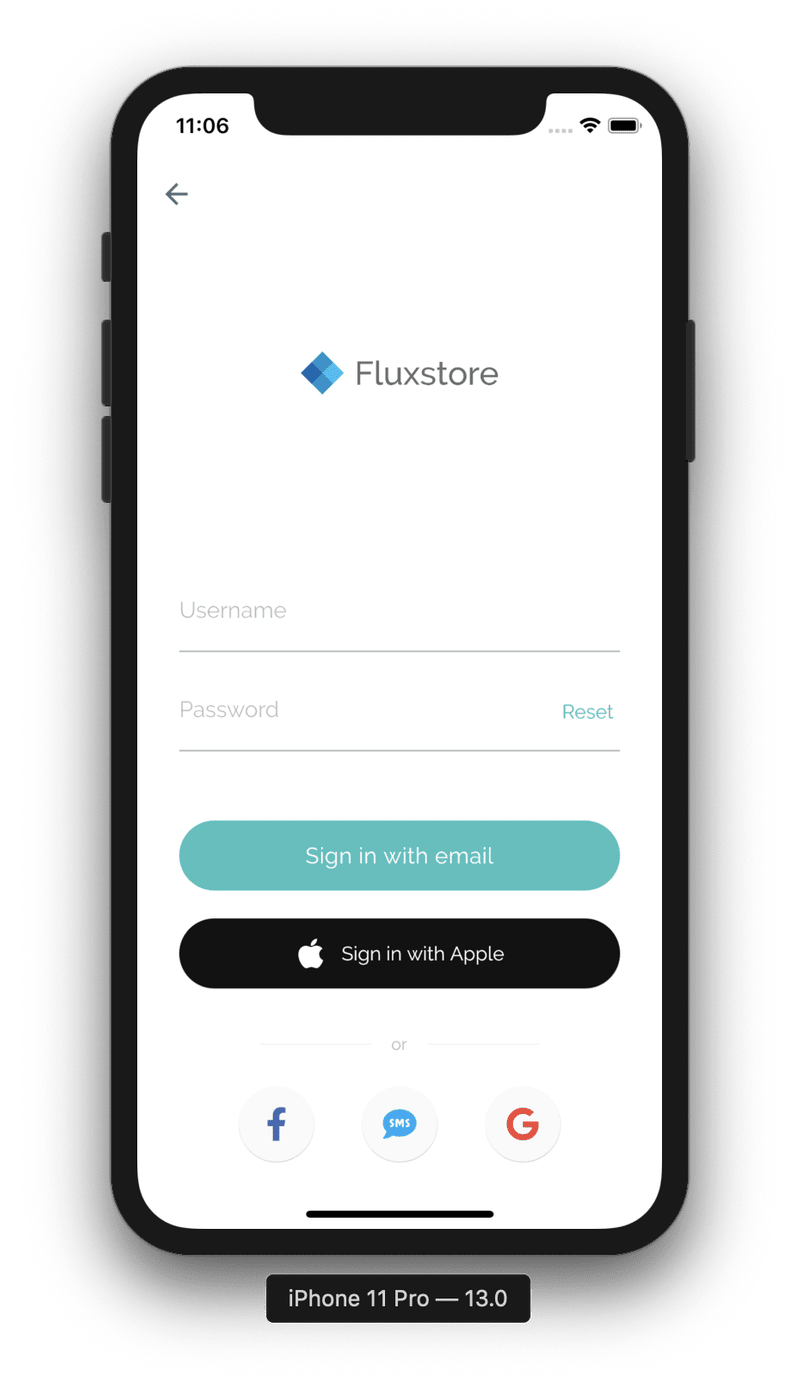 11:06
Fluxstore
Username
Password
Reset
Sign in with email
Sign in with Apple
or
f
SMS
G
iPhone 11 Pro — 13.0